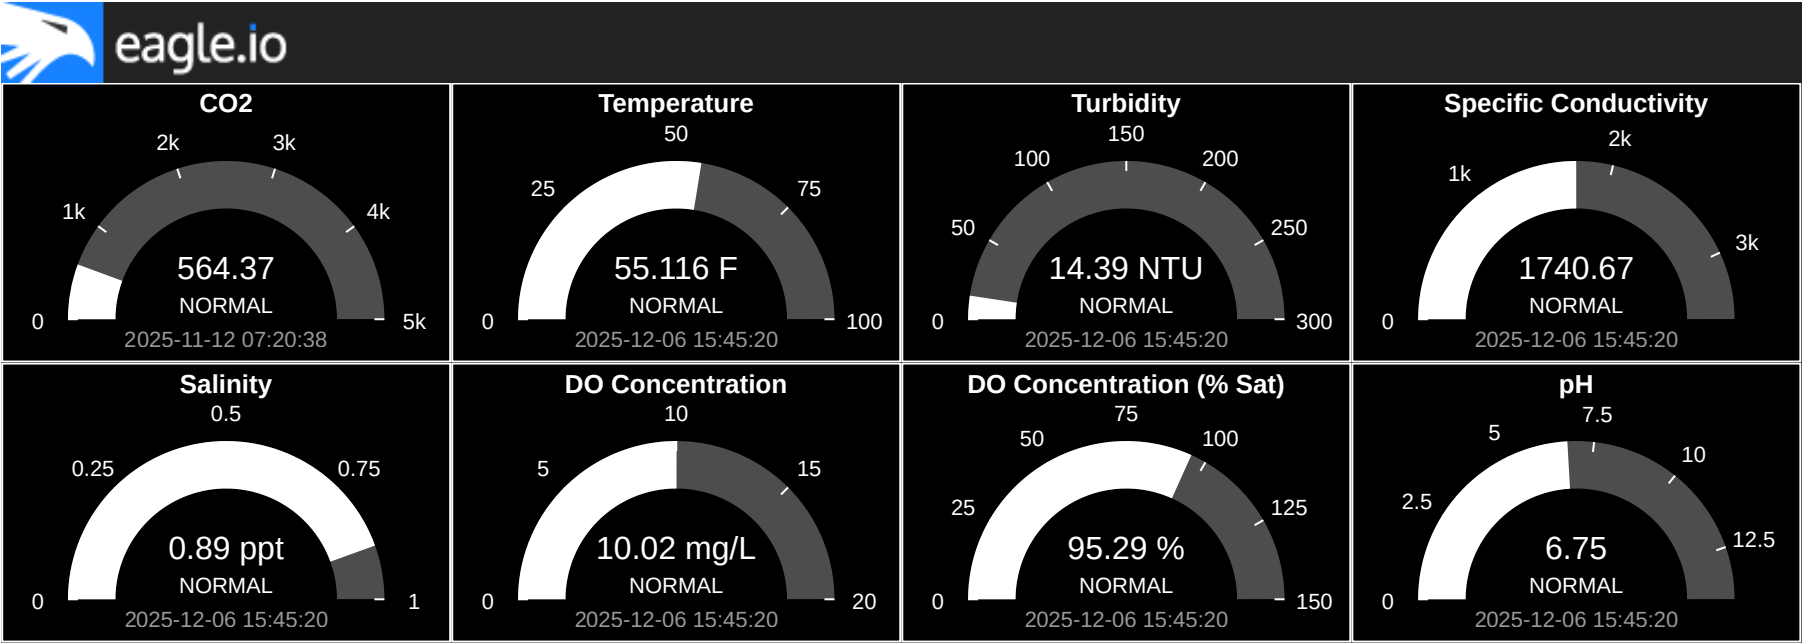 eagle.io
CO2
0
1k
2k
3k
4k
5k
564.37
NORMAL
2025-11-12 07:20:38
Temperature
0
25
50
75
100
55.116 F
NORMAL
2025-12-06 15:45:20
Turbidity
0
50
100
150
200
250
300
14.39 NTU
NORMAL
2025-12-06 15:45:20
Specific Conductivity
0
1k
2k
3k
1740.67
NORMAL
2025-12-06 15:45:20
Salinity
0
0.25
0.5
0.75
1
0.89 ppt
NORMAL
2025-12-06 15:45:20
DO Concentration
0
5
10
15
20
10.02 mg/L
NORMAL
2025-12-06 15:45:20
DO Concentration (% Sat)
0
25
50
75
100
125
150
95.29 %
NORMAL
2025-12-06 15:45:20
pH
0
2.5
5
7.5
10
12.5
6.75
NORMAL
2025-12-06 15:45:20